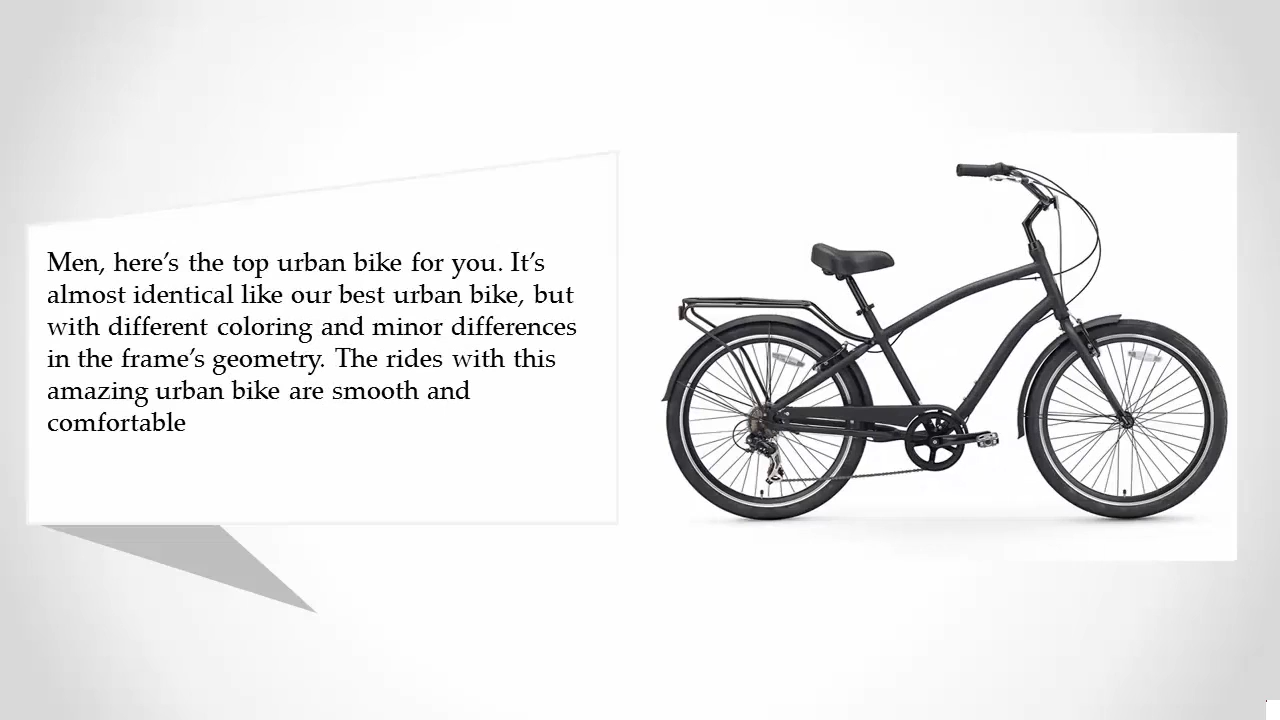 Men, here’s the top urban bike for you. It’s
almost identical like our best urban bike, but
with different coloring and minor differences
in the frame’s geometry. The rides with this
amazing urban bike are smooth and
comfortable